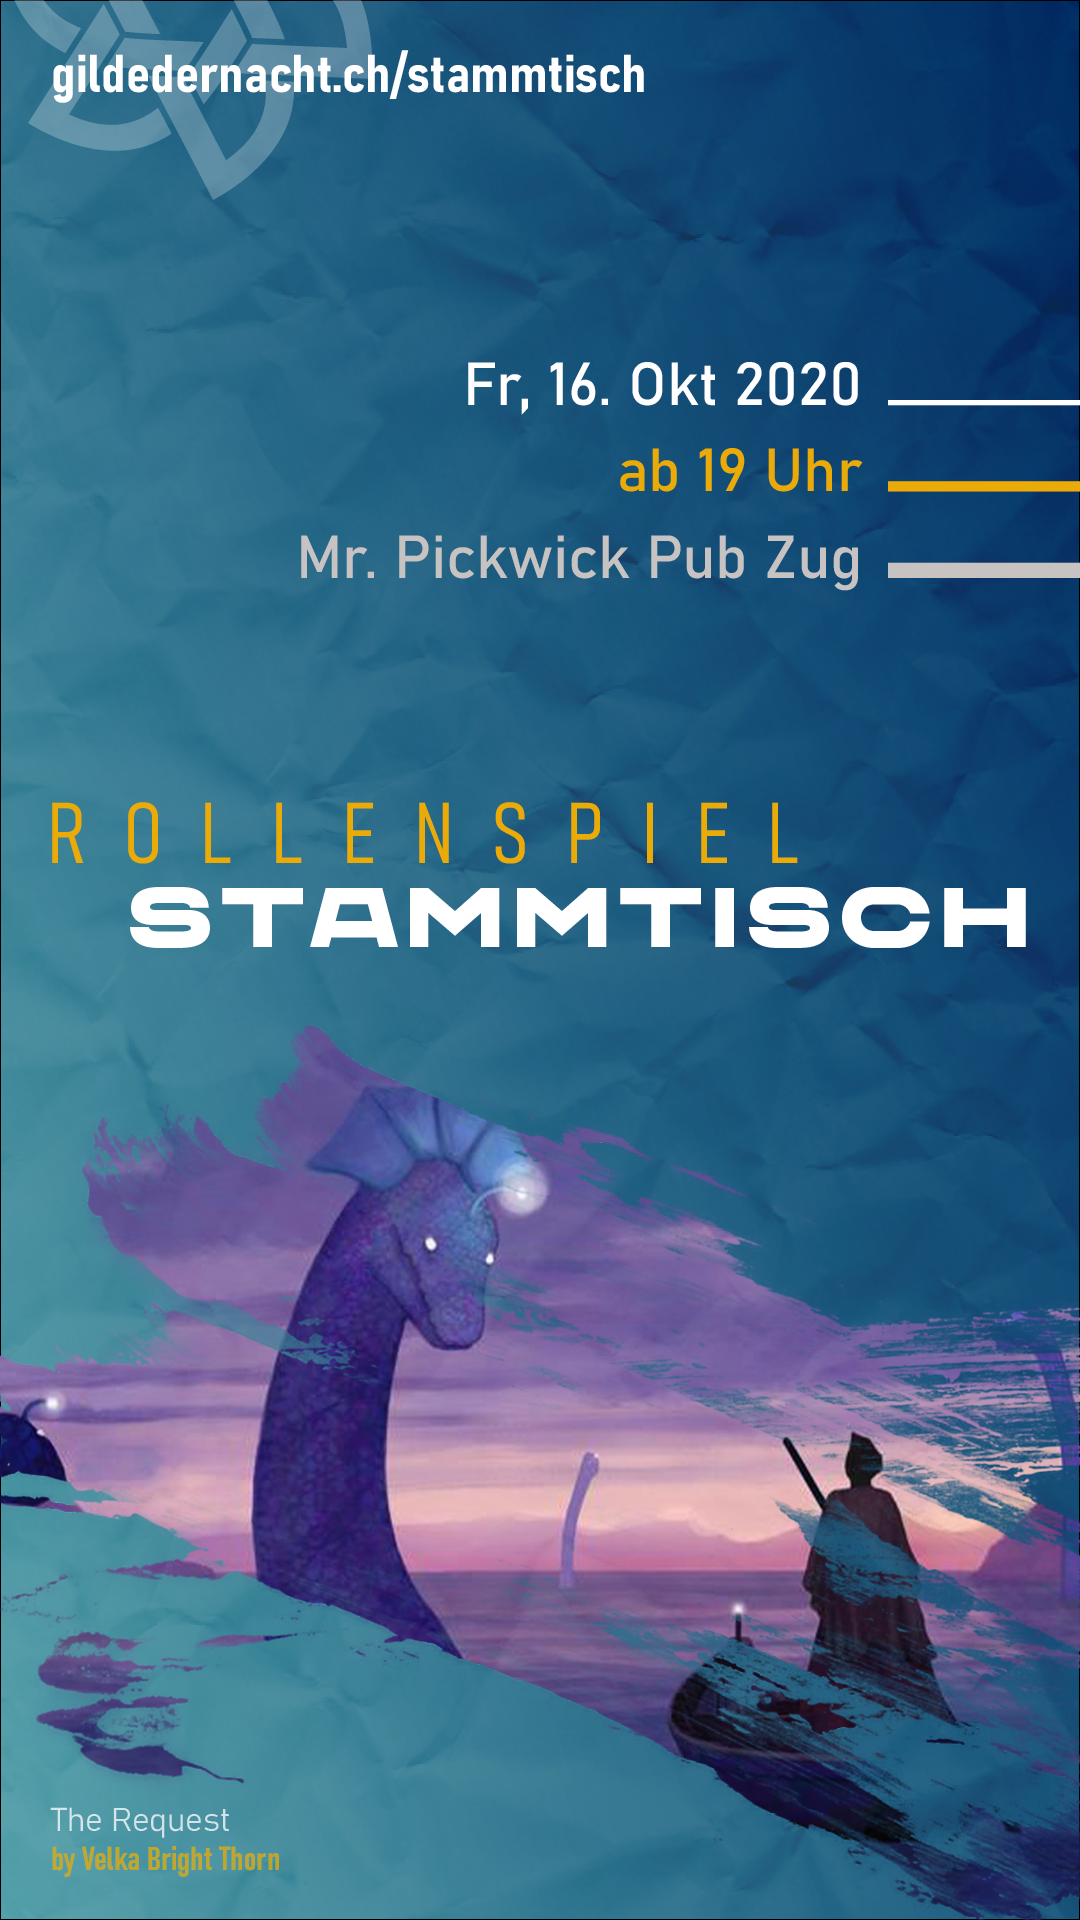 gildedernacht.ch/stammtisch
Fr, 16. Okt 2020
ab 19 Uhr
Mr. Pickwick Pub Zug
ROLLENSPIEL
STAMMTISCH
The Request
by Velka Bright Thorn